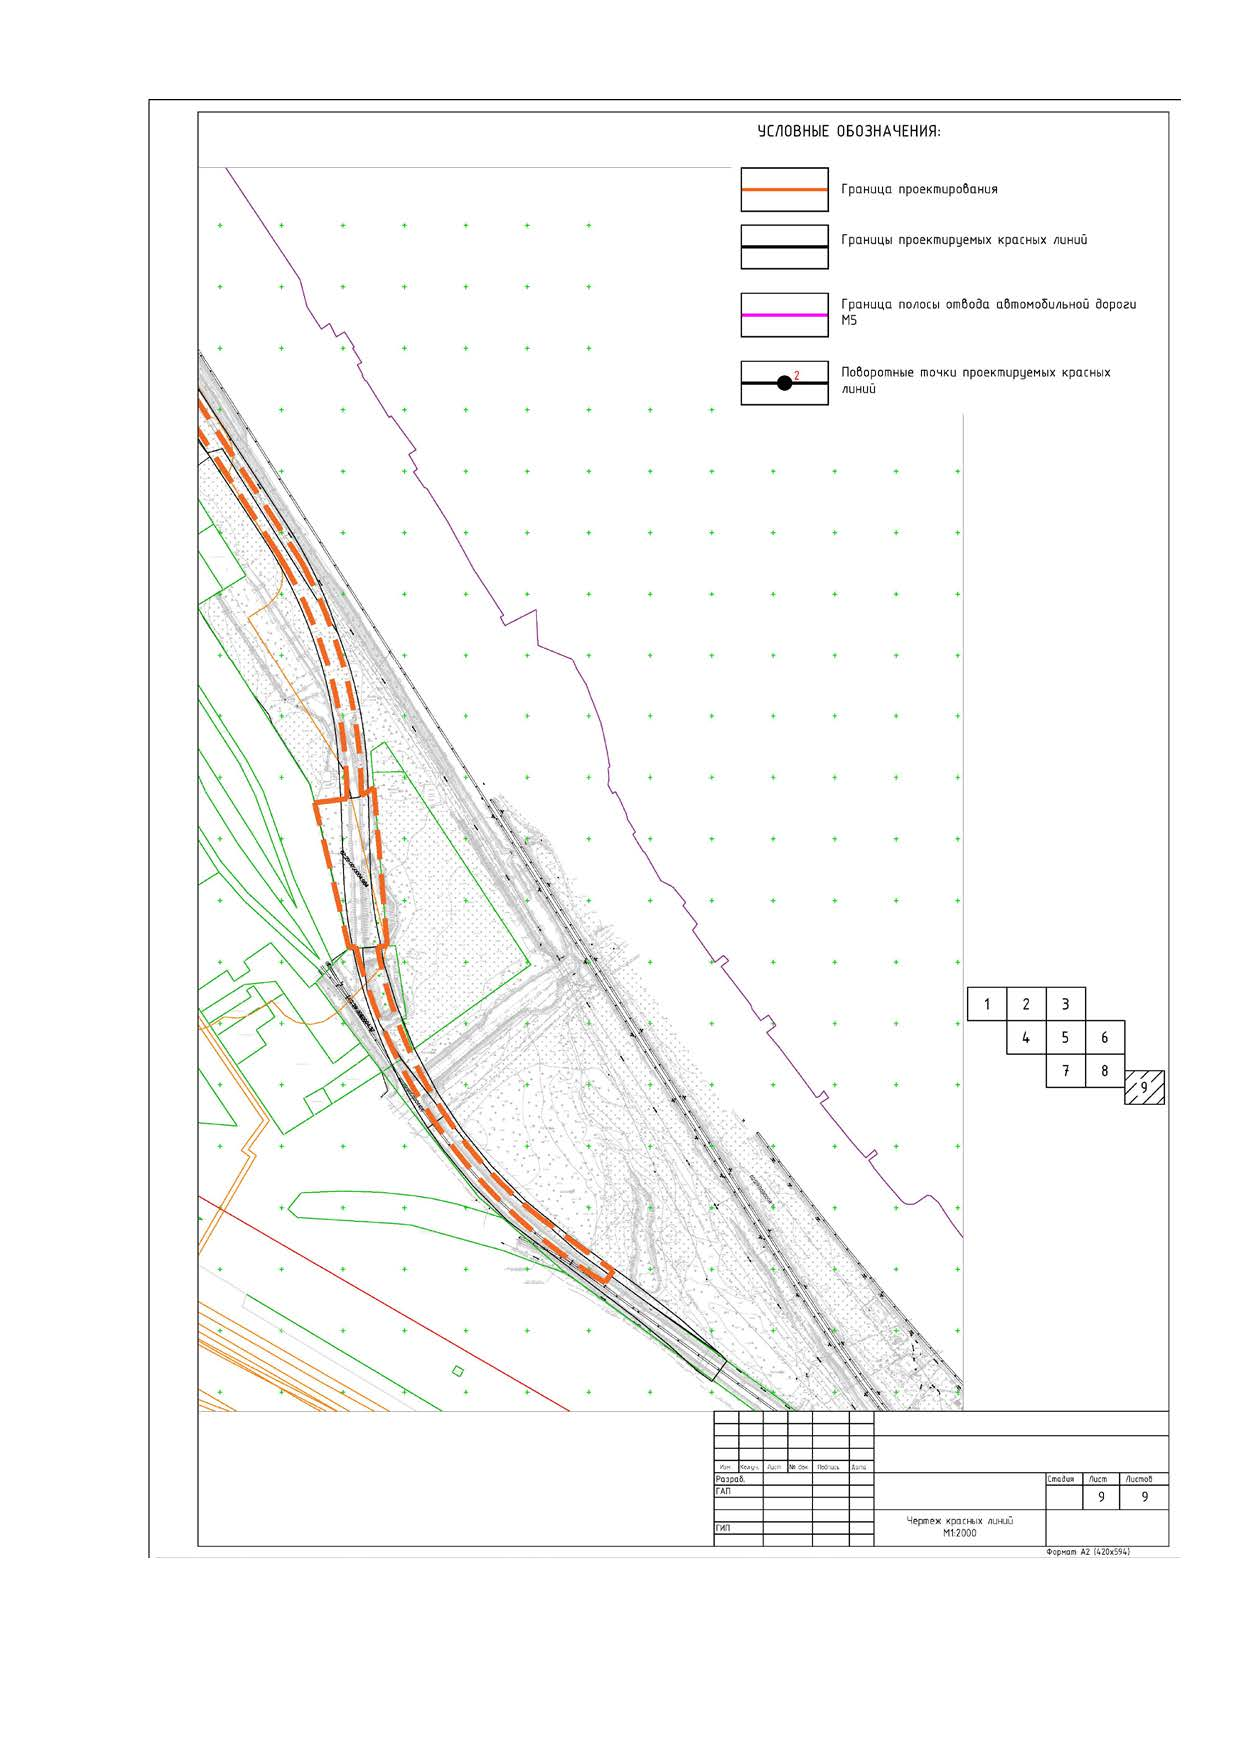 УСЛОВНЫЕ ОБОЗНАЧЕНИЯ:
Граница проектирования
Границы проектируемых красных линий
Граница полосы отвода автомобильной дороги
М5
2
Поворотные точки проектируемых красных
линий
1 2 3
4 5 6
7 8
9
Изм Кол.уч. Лист № док Подпись Дата
Разраб.
ГАП
ГИП
Стадия Лист Листов
9 9
Чертеж красных линий
М1:2000
Формат А2 (420x594)